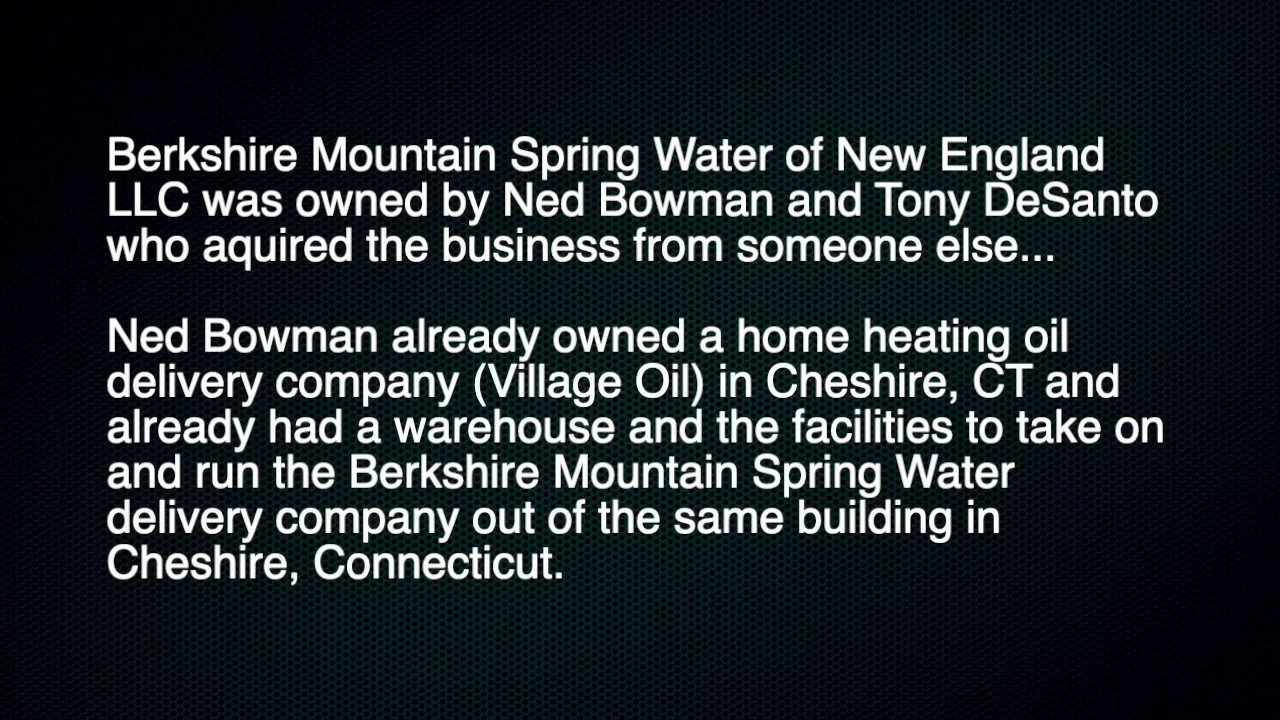 Berkshire Mountain Spring Water of New England
LLC was owned by Ned Bowman and Tony DeSanto
who aquired the business from someone else...
Ned Bowman already owned a home heating oil
delivery company (Village Oil) in Cheshire, CT and
already had a warehouse and the facilities to take on
and run the Berkshire Mountain Spring Water
delivery company out of the same building in
Cheshire, Connecticut.